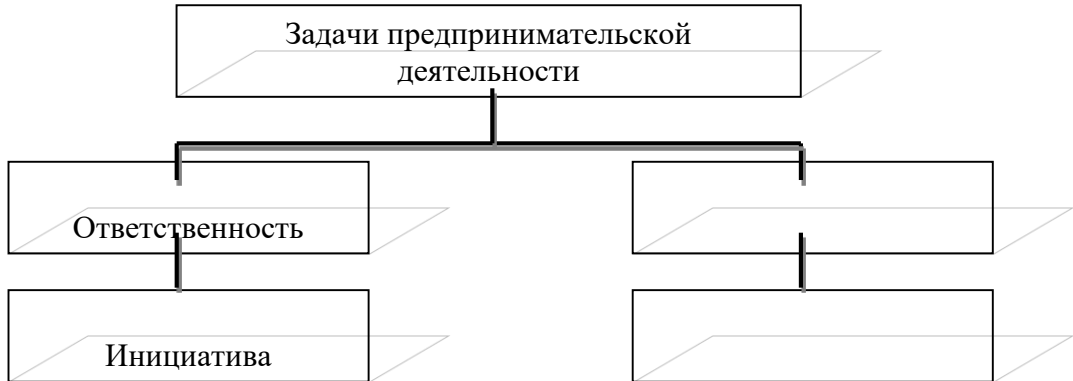 Задачи предпринимательской
деятельности
Ответственность
Инициатива